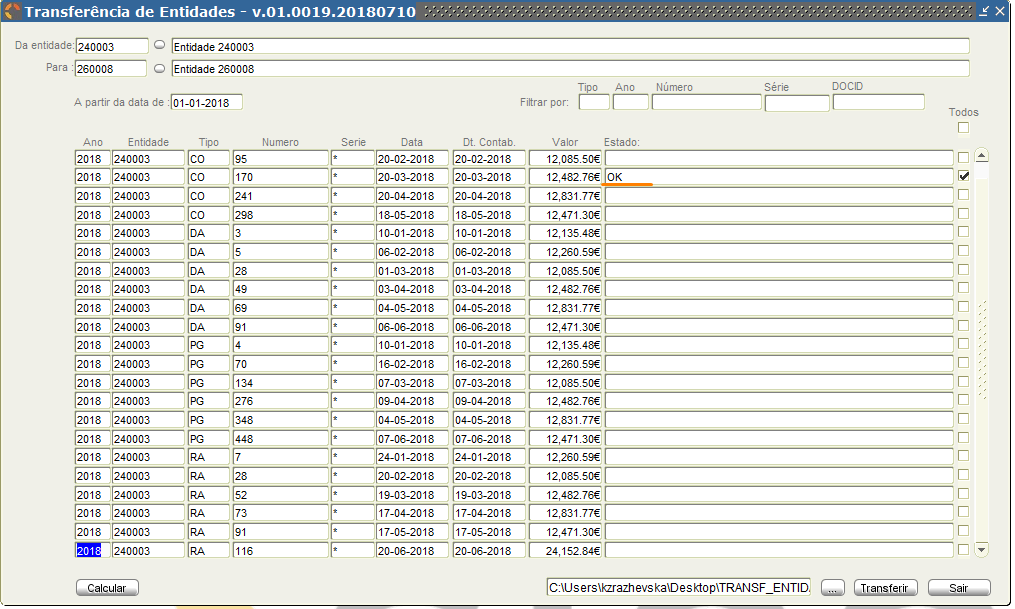 Transferência de Entidades - v.01.0019.20180710
Da entidade: 240003 Entidade 240003
Para : 260008 Entidade 260008
Tipo Ano Número Série DOCID
A partir da data de : 01-01-2018 Filtrar por:
Todos
Ano Entidade Tipo Numero Serie Data Dt. Contab. Valor Estado:
2018 240003 CO 95 * 20-02-2018 20-02-2018 12,085.50€
2018 240003 CO 170 * 20-03-2018 20-03-2018 12,482.76€ OK
2018 240003 CO 241 * 20-04-2018 20-04-2018 12,831.77€
2018 240003 CO 298 * 18-05-2018 18-05-2018 12,471.30€
2018 240003 DA 3 * 10-01-2018 10-01-2018 12,135.48€
2018 240003 DA 5 * 06-02-2018 06-02-2018 12,260.59€
2018 240003 DA 28 * 01-03-2018 01-03-2018 12,085.50€
2018 240003 DA 49 * 03-04-2018 03-04-2018 12,482.76€
2018 240003 DA 69 * 04-05-2018 04-05-2018 12,831.77€
2018 240003 DA 91 * 06-06-2018 06-06-2018 12,471.30€
2018 240003 PG 4 * 10-01-2018 10-01-2018 12,135.48€
2018 240003 PG 70 * 16-02-2018 16-02-2018 12,260.59€
2018 240003 PG 134 * 07-03-2018 07-03-2018 12,085.50€
2018 240003 PG 276 * 09-04-2018 09-04-2018 12,482.76€
2018 240003 PG 348 * 04-05-2018 04-05-2018 12,831.77€
2018 240003 PG 448 * 07-06-2018 07-06-2018 12,471.30€
2018 240003 RA 7 * 24-01-2018 24-01-2018 12,260.59€
2018 240003 RA 28 * 20-02-2018 20-02-2018 12,085.50€
2018 240003 RA 52 * 19-03-2018 19-03-2018 12,482.76€
2018 240003 RA 73 * 17-04-2018 17-04-2018 12,831.77€
2018 240003 RA 91 * 17-05-2018 17-05-2018 12,471.30€
2018 240003 RA 116 * 20-06-2018 20-06-2018 24,152.84€
Calcular C:\Users\kzrazhevska\Desktop\TRANSF_ENTID. ... Transferir Sair